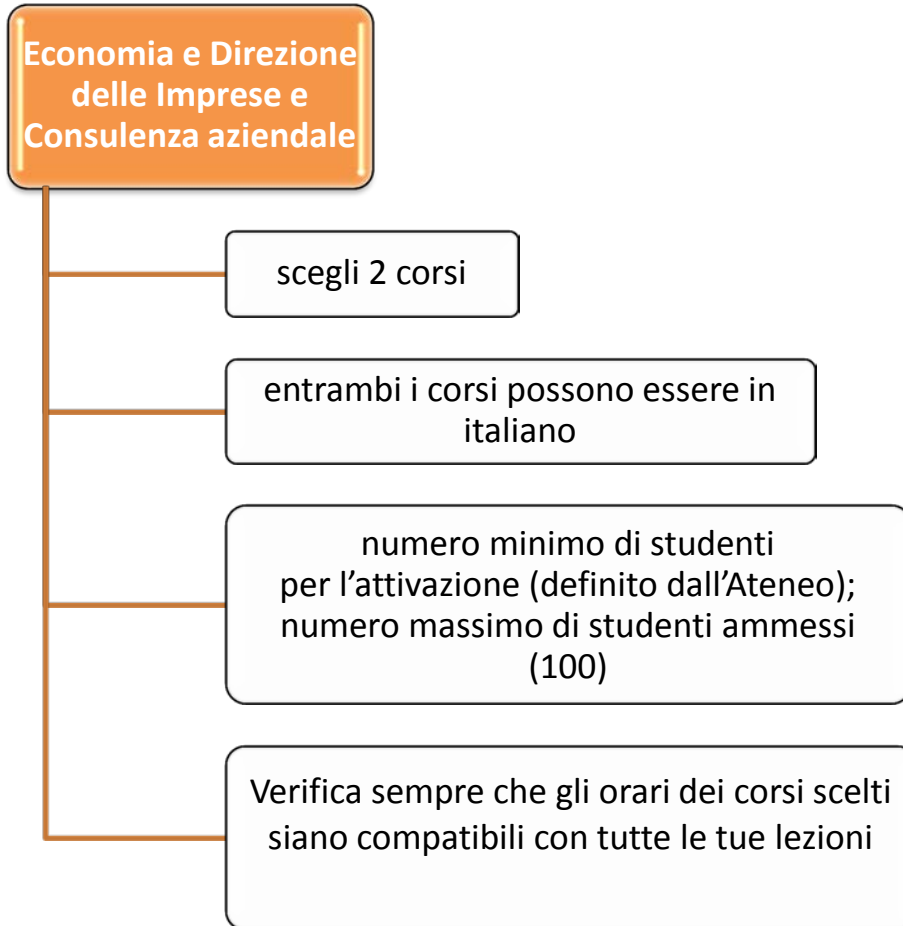 Economia e Direzione
delle Imprese e
Consulenza aziendale
scegli 2 corsi
entrambi i corsi possono essere in
italiano
numero minimo di studenti
per l’attivazione (definito dall’Ateneo);
numero massimo di studenti ammessi
(100)
Verifica sempre che gli orari dei corsi scelti
siano compatibili con tutte le tue lezioni